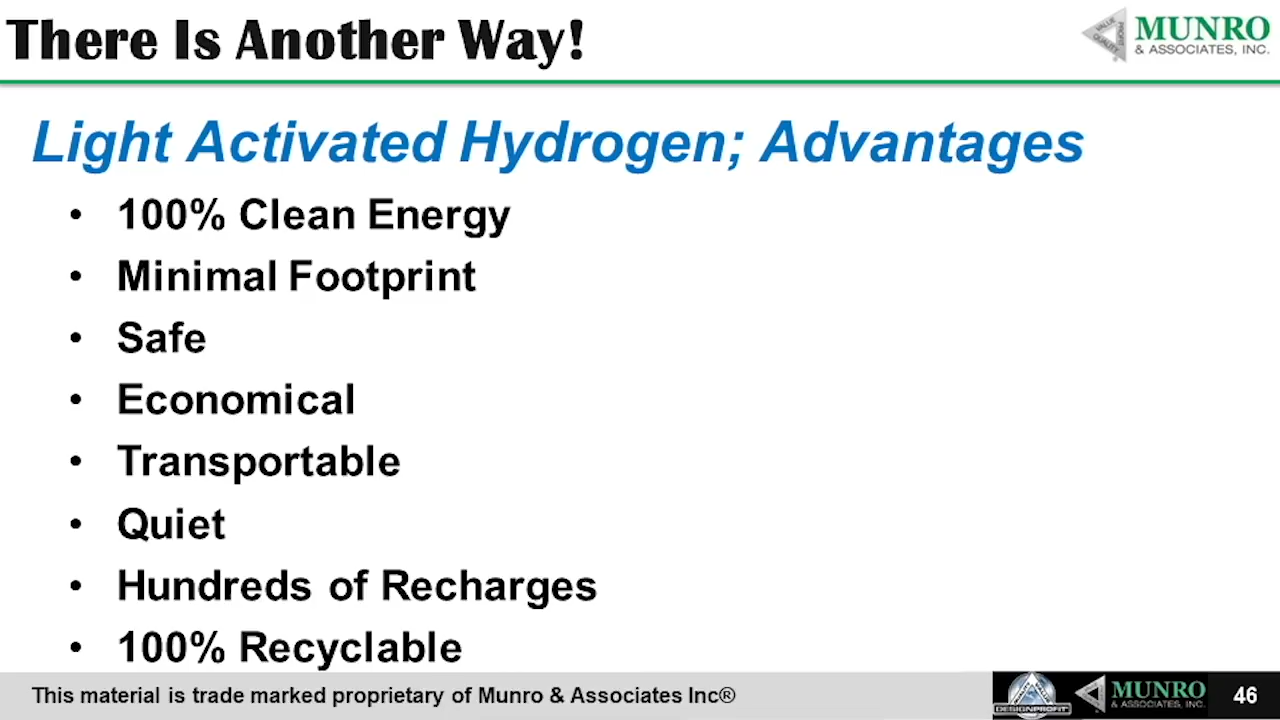 There Is Another Way!
MUNRO
& ASSOCIATES, INC.
Light Activated Hydrogen; Advantages
• 100% Clean Energy
• Minimal Footprint
• Safe
• Economical
• Transportable
• Quiet
• Hundreds of Recharges
• 100% Recyclable
This material is trade marked proprietary of Munro & Associates Inc®
DESIGNPROFIT
MUNRO
& ASSOCIATES, INC.
46